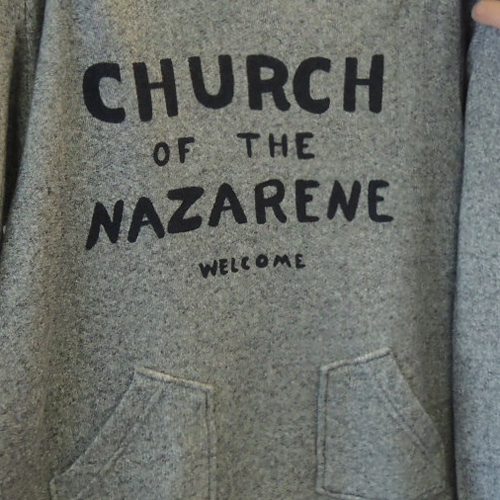 CHURCH
OF THE
NAZARENE
WELCOME